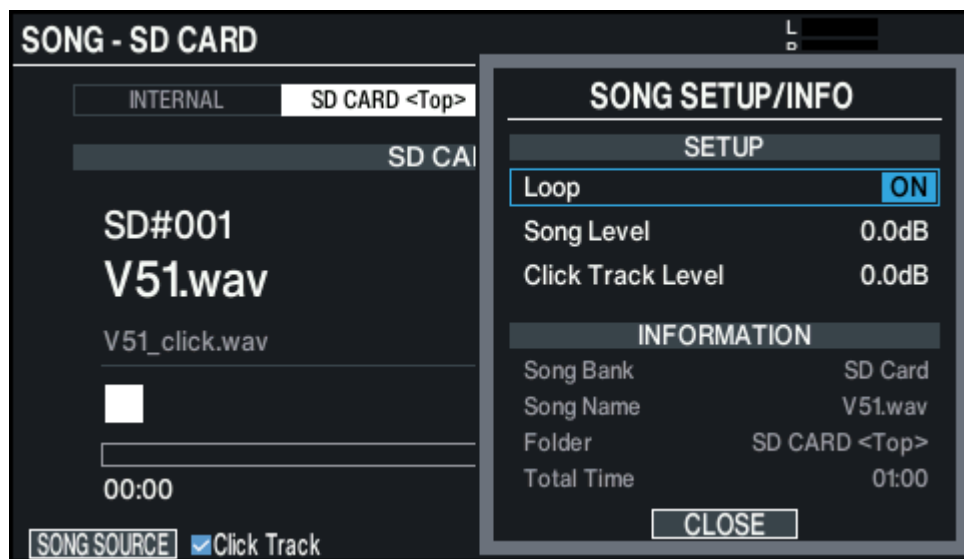 SONG - SD CARD
L
R
INTERNAL
SD CARD <Top>
SD CA
SD#001
V51.wav
V51_click.wav
00:00
SONG SOURCE
Click Track
SONG SETUP/INFO
SETUP
Loop ON
Song Level 0.0dB
Click Track Level 0.0dB
INFORMATION
Song Bank SD Card
Song Name V51.wav
Folder SD CARD <Top>
Total Time 01:00
CLOSE